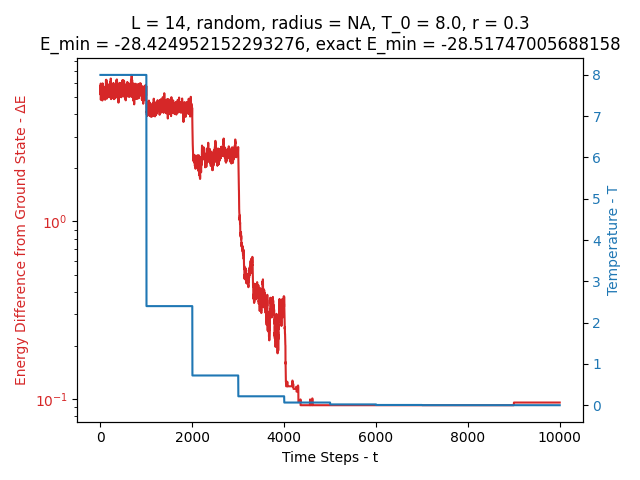 L = 14, random, radius = NA, T_0 = 8.0, r = 0.3
E_min = -28.424952152293276, exact E_min = -28.51747005688158
Energy Difference from Ground State - ΔE
10⁰
10⁻¹
8
7
6
5
4
3
2
1
0
Temperature - T
0 2000 4000 6000 8000 10000
Time Steps - t